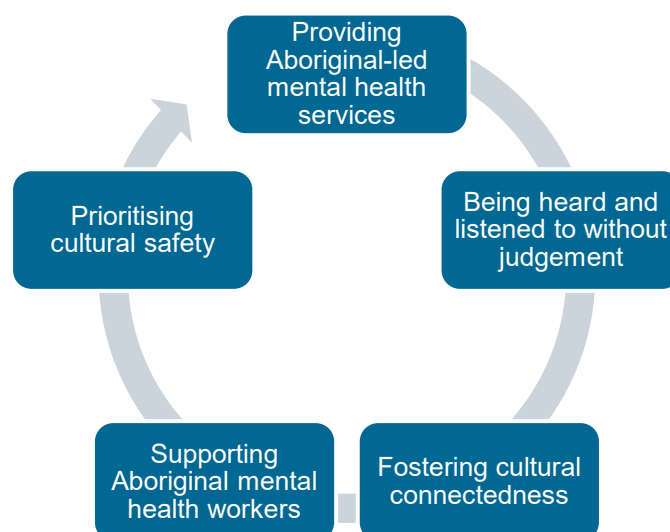 Providing
Aboriginal-led
mental health
services
Being heard and
listened to without
judgement
Fostering cultural
connectedness
Supporting
Aboriginal mental
health workers
Prioritising
cultural safety